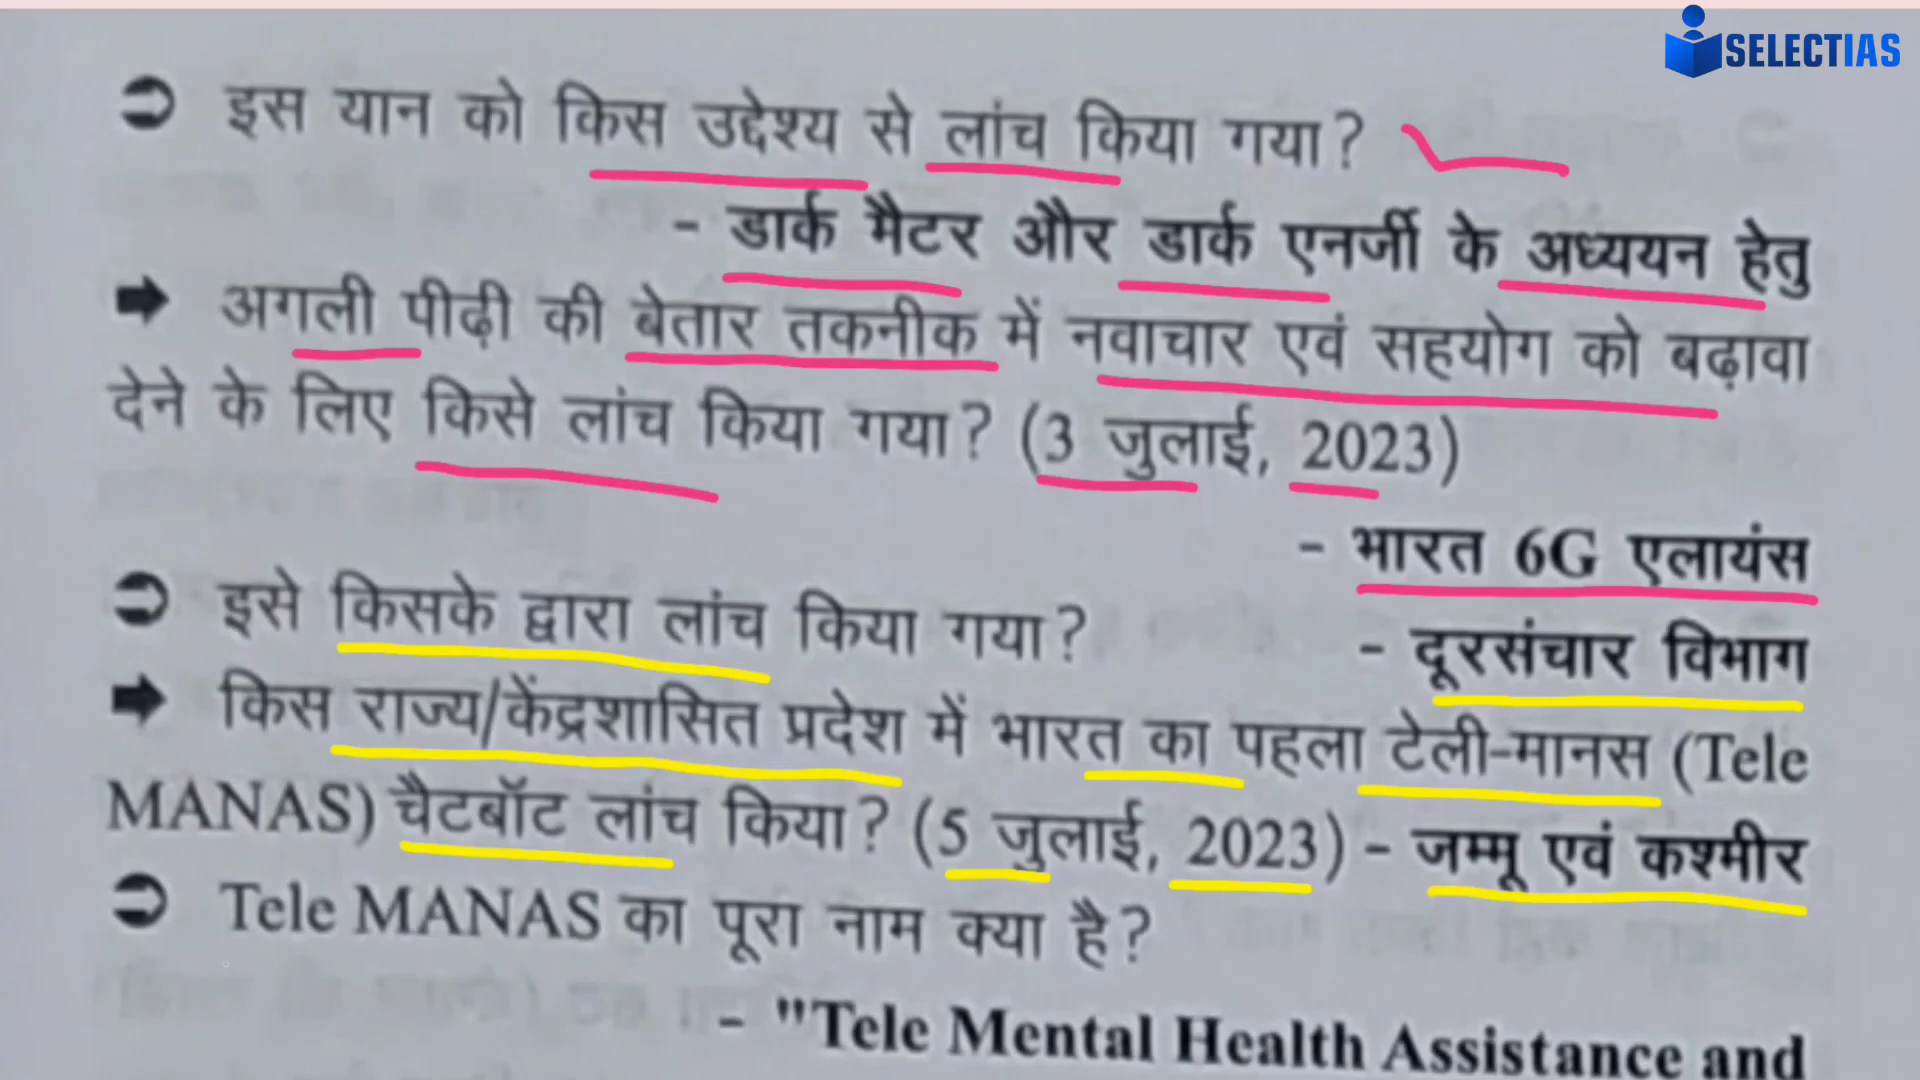 SELECTIAS
इस यान को किस उद्देश्य से लांच किया गया?
- डार्क मैटर और डार्क एनर्जी के अध्ययन हेतु
अगली पीढ़ी की बेतार तकनीक में नवाचार एवं सहयोग को बढ़ावा
देने के लिए किसे लांच किया गया? (3 जुलाई, 2023)
- भारत 6G एलायंस
इसे किसके द्वारा लांच किया गया? - दूरसंचार विभाग
किस राज्य/केंद्रशासित प्रदेश में भारत का पहला टेली-मानस (Tele
MANAS) चैटबॉट लांच किया? (5 जुलाई, 2023) - जम्मू एवं कश्मीर
Tele MANAS का पूरा नाम क्या है?
- "Tele Mental Health Assistance and